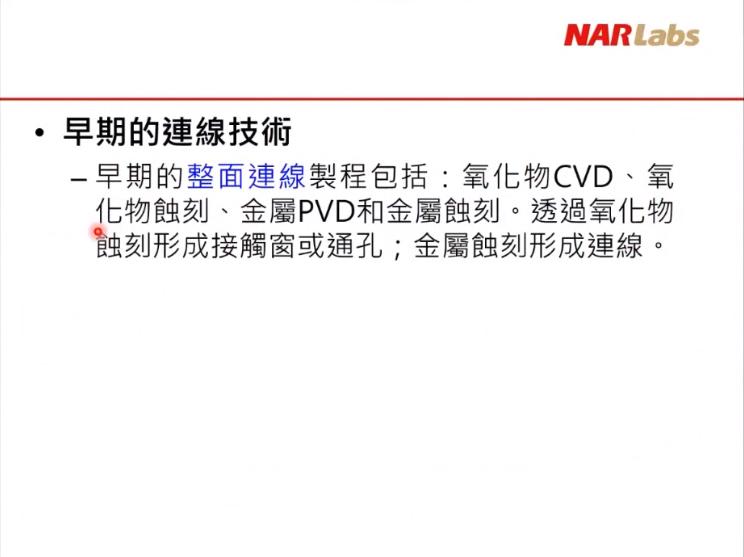 NARLabs
• 早期的連線技術
– 早期的整面連線製程包括：氧化物CVD、氧
化物蝕刻、金屬PVD和金屬蝕刻。透過氧化物
蝕刻形成接觸窗或通孔；金屬蝕刻形成連線。